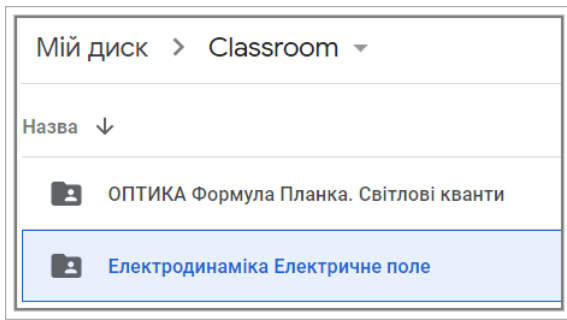 Мій диск > Classroom
Назва ↓
ОПТИКА Формула Планка. Світлові кванти
Електродинаміка Електричне поле